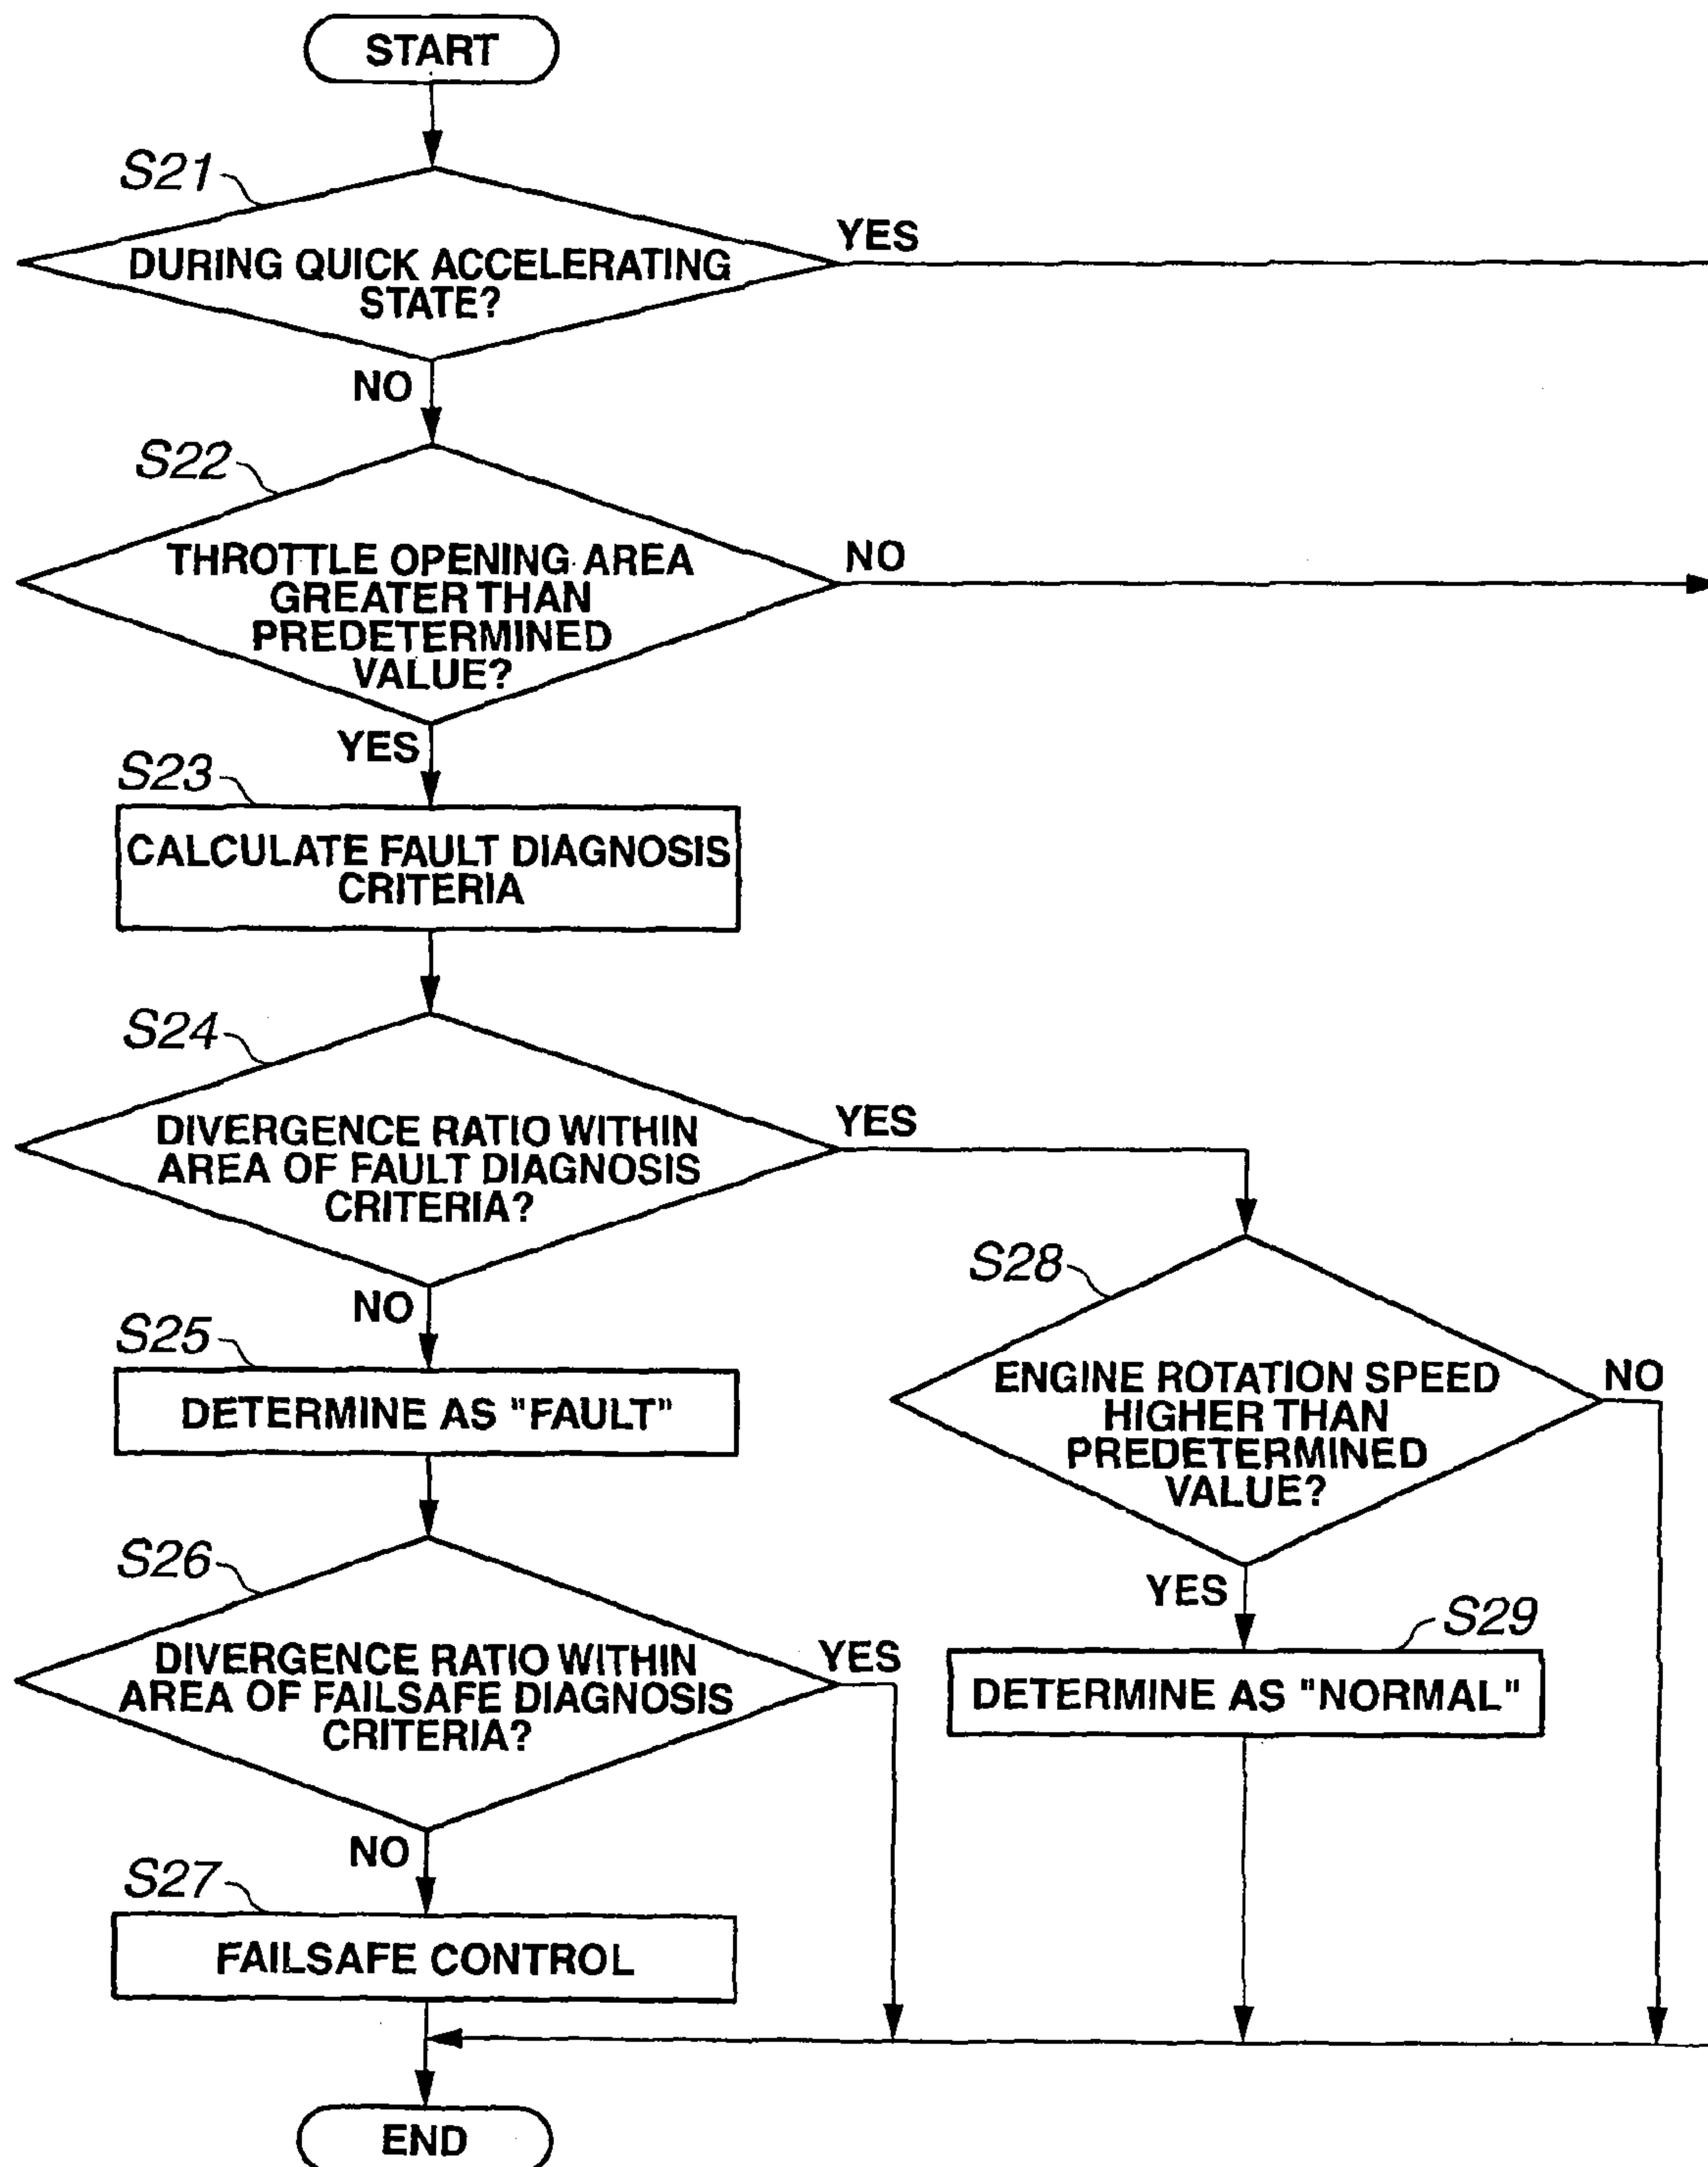 START
S21
DURING QUICK ACCELERATING
STATE?
YES
NO
S22
THROTTLE OPENING AREA
GREATER THAN
PREDETERMINED
VALUE?
NO
YES
S23
CALCULATE FAULT DIAGNOSIS
CRITERIA
S24
DIVERGENCE RATIO WITHIN
AREA OF FAULT DIAGNOSIS
CRITERIA?
YES
NO
S28
ENGINE ROTATION SPEED
HIGHER THAN
PREDETERMINED
VALUE?
NO
YES
S25
DETERMINE AS "FAULT"
S26
DIVERGENCE RATIO WITHIN
AREA OF FAILSAFE DIAGNOSIS
CRITERIA?
YES
NO
S29
DETERMINE AS "NORMAL"
S27
FAILSAFE CONTROL
END